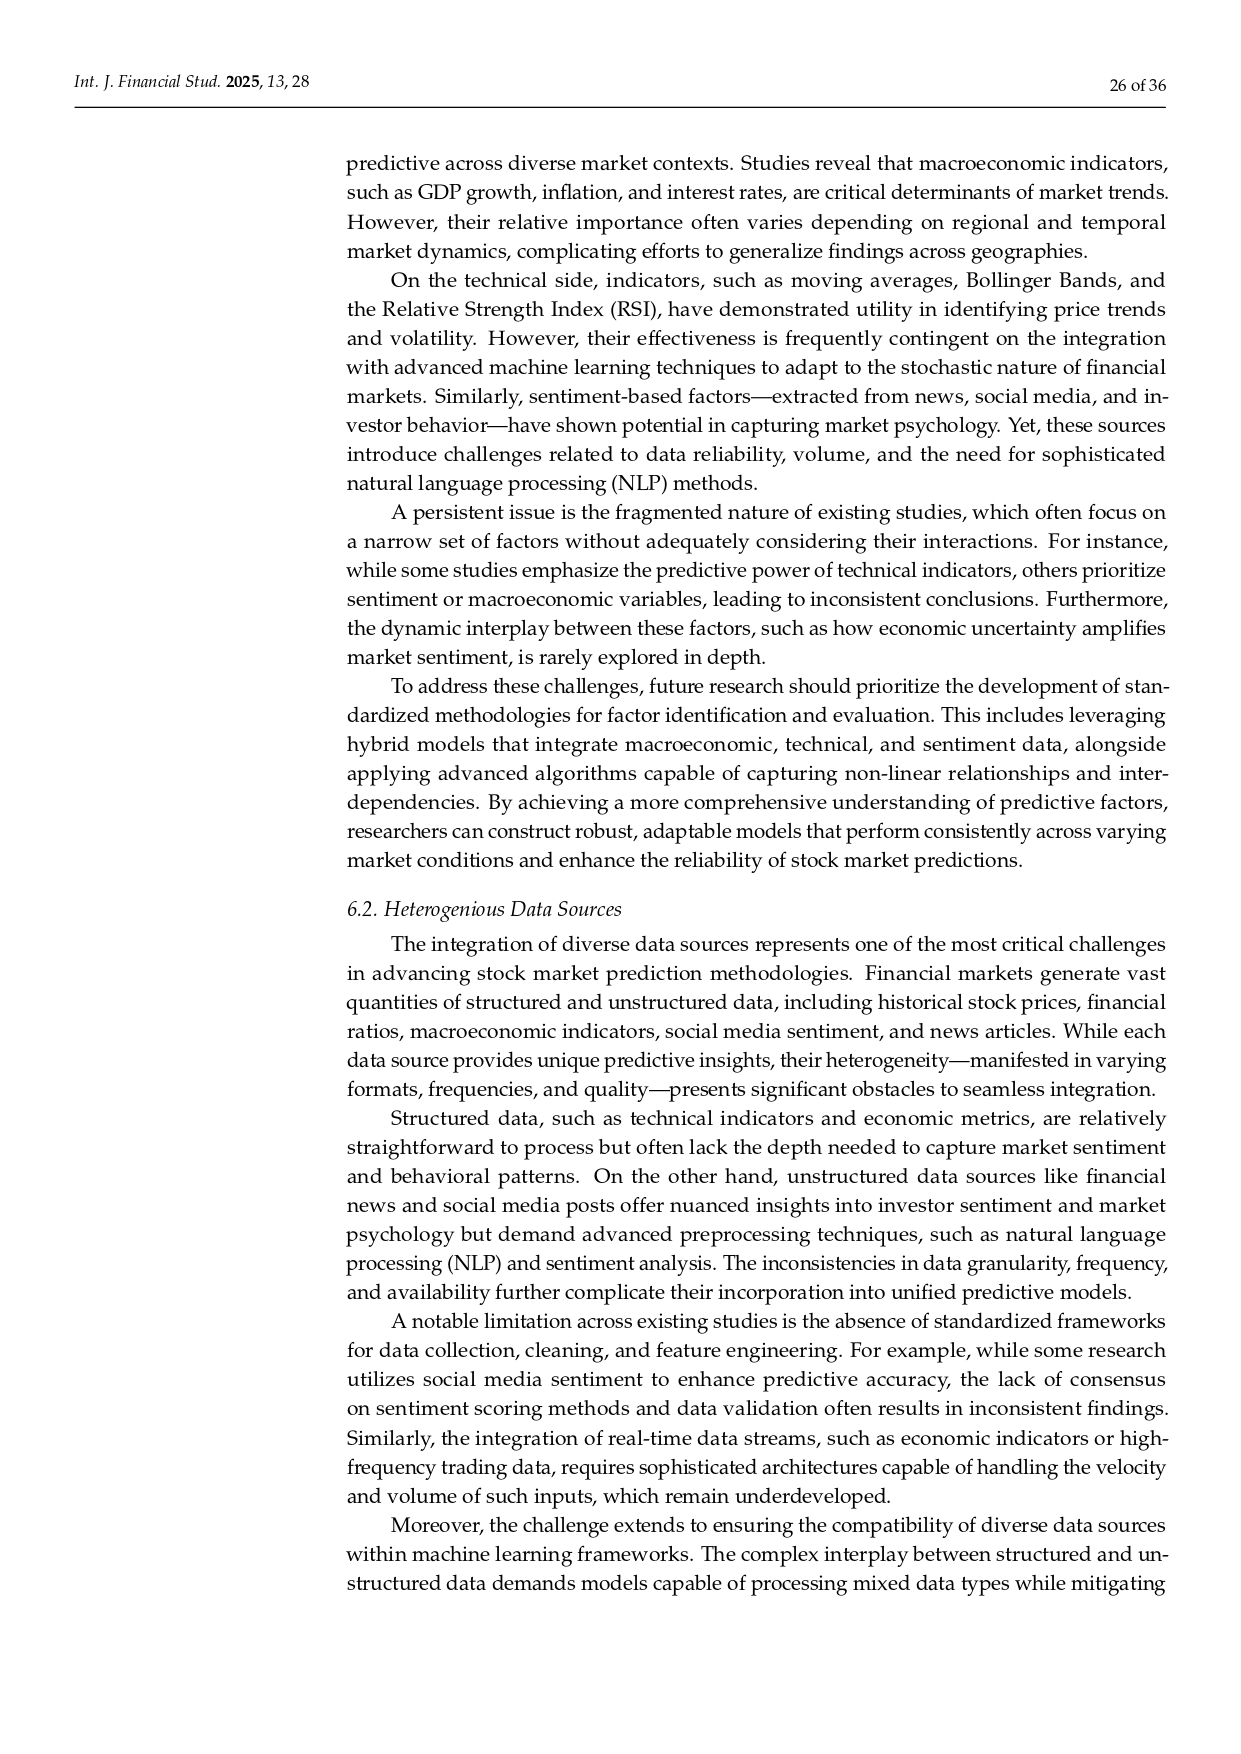 Int. J. Financial Stud. 2025, 13, 28
26 of 36
predictive across diverse market contexts. Studies reveal that macroeconomic indicators,
such as GDP growth, inflation, and interest rates, are critical determinants of market trends.
However, their relative importance often varies depending on regional and temporal
market dynamics, complicating efforts to generalize findings across geographies.
On the technical side, indicators, such as moving averages, Bollinger Bands, and
the Relative Strength Index (RSI), have demonstrated utility in identifying price trends
and volatility. However, their effectiveness is frequently contingent on the integration
with advanced machine learning techniques to adapt to the stochastic nature of financial
markets. Similarly, sentiment-based factors—extracted from news, social media, and in-
vestor behavior—have shown potential in capturing market psychology. Yet, these sources
introduce challenges related to data reliability, volume, and the need for sophisticated
natural language processing (NLP) methods.
A persistent issue is the fragmented nature of existing studies, which often focus on
a narrow set of factors without adequately considering their interactions. For instance,
while some studies emphasize the predictive power of technical indicators, others prioritize
sentiment or macroeconomic variables, leading to inconsistent conclusions. Furthermore,
the dynamic interplay between these factors, such as how economic uncertainty amplifies
market sentiment, is rarely explored in depth.
To address these challenges, future research should prioritize the development of stan-
dardized methodologies for factor identification and evaluation. This includes leveraging
hybrid models that integrate macroeconomic, technical, and sentiment data, alongside
applying advanced algorithms capable of capturing non-linear relationships and inter-
dependencies. By achieving a more comprehensive understanding of predictive factors,
researchers can construct robust, adaptable models that perform consistently across varying
market conditions and enhance the reliability of stock market predictions.
6.2. Heterogenious Data Sources
The integration of diverse data sources represents one of the most critical challenges
in advancing stock market prediction methodologies. Financial markets generate vast
quantities of structured and unstructured data, including historical stock prices, financial
ratios, macroeconomic indicators, social media sentiment, and news articles. While each
data source provides unique predictive insights, their heterogeneity—manifested in varying
formats, frequencies, and quality—presents significant obstacles to seamless integration.
Structured data, such as technical indicators and economic metrics, are relatively
straightforward to process but often lack the depth needed to capture market sentiment
and behavioral patterns. On the other hand, unstructured data sources like financial
news and social media posts offer nuanced insights into investor sentiment and market
psychology but demand advanced preprocessing techniques, such as natural language
processing (NLP) and sentiment analysis. The inconsistencies in data granularity, frequency,
and availability further complicate their incorporation into unified predictive models.
A notable limitation across existing studies is the absence of standardized frameworks
for data collection, cleaning, and feature engineering. For example, while some research
utilizes social media sentiment to enhance predictive accuracy, the lack of consensus
on sentiment scoring methods and data validation often results in inconsistent findings.
Similarly, the integration of real-time data streams, such as economic indicators or high-
frequency trading data, requires sophisticated architectures capable of handling the velocity
and volume of such inputs, which remain underdeveloped.
Moreover, the challenge extends to ensuring the compatibility of diverse data sources
within machine learning frameworks. The complex interplay between structured and un-
structured data demands models capable of processing mixed data types while mitigating